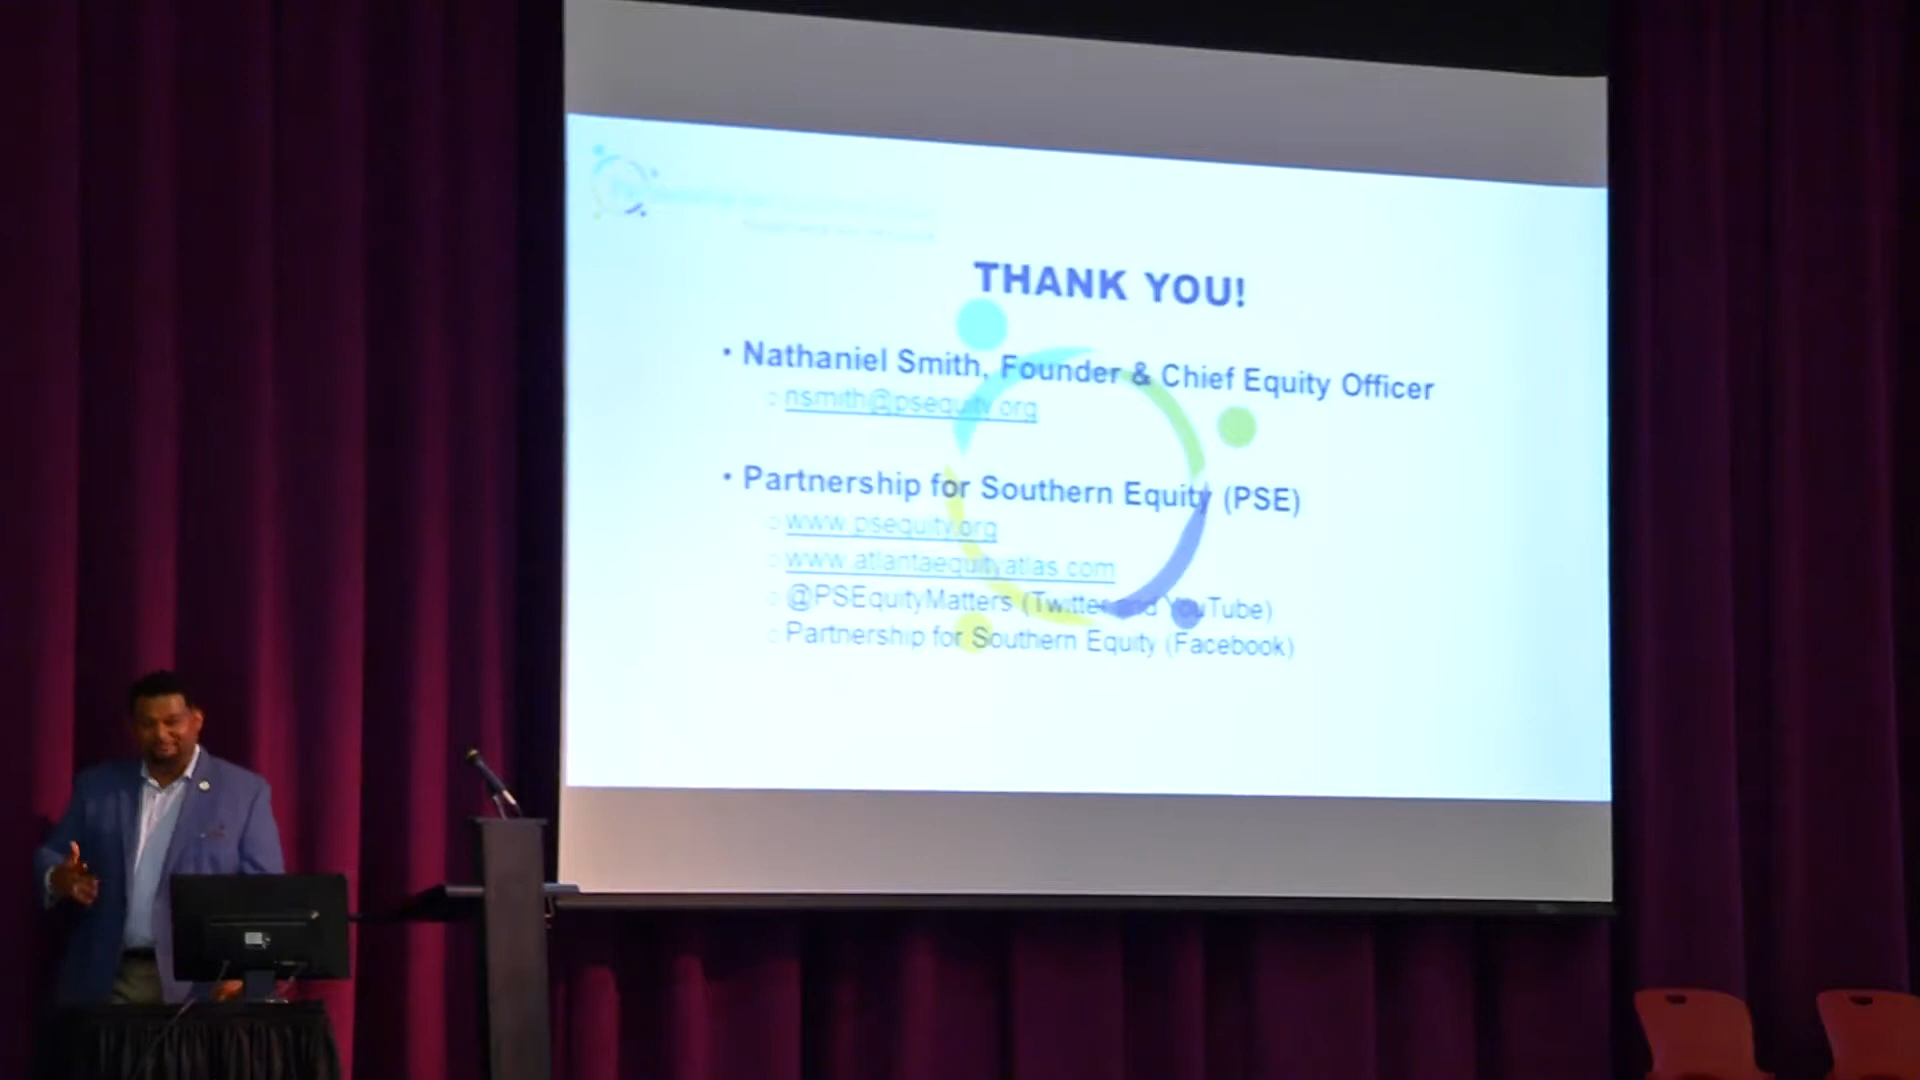 THANK YOU!
• Nathaniel Smith, Founder & Chief Equity Officer
nsmith@psequity.org
• Partnership for Southern Equity (PSE)
www.psequity.org
www.atlantaequityatlas.com
@PSEquityMatters (Twitter and YouTube)
Partnership for Southern Equity (Facebook)